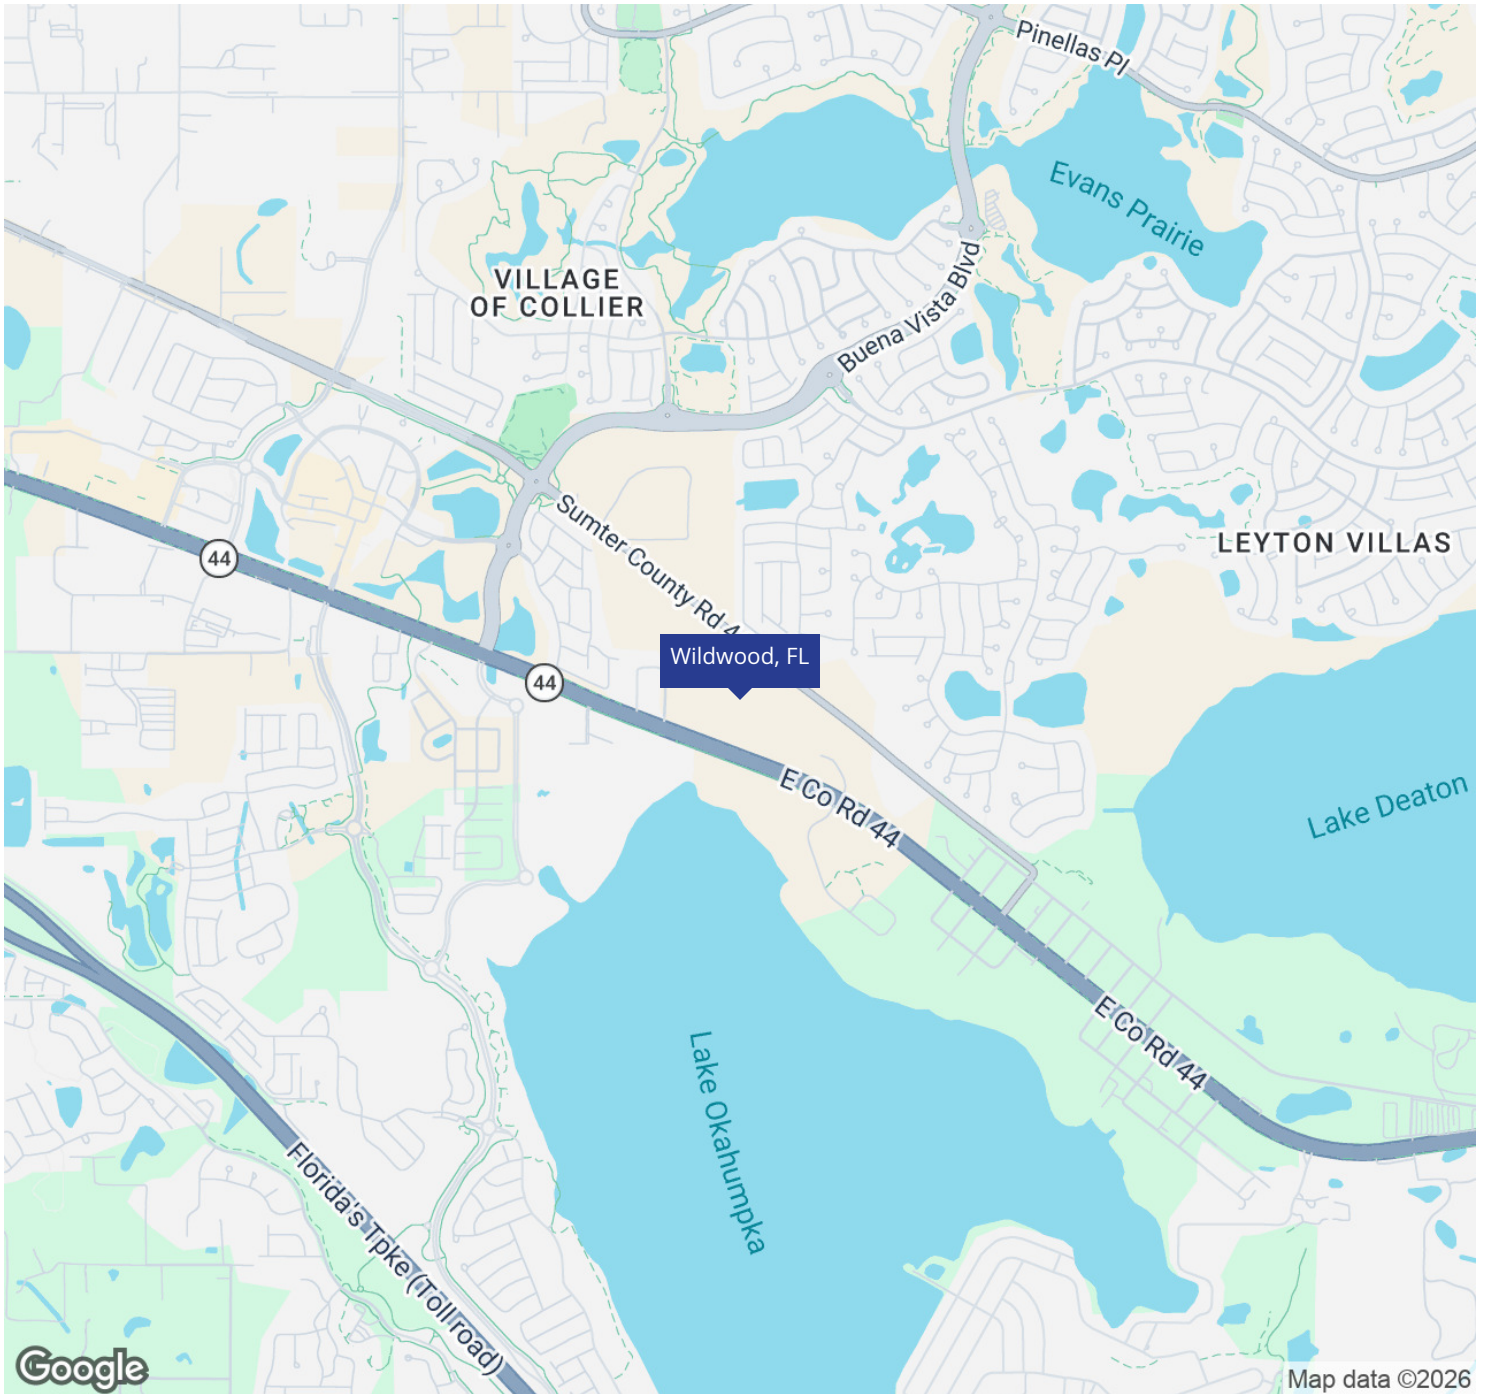 Pinellas Pl
Evans Prairie
VILLAGE
OF COLLIER
Buena Vista Blvd
Sumter County Rd 4
LEYTON VILLAS
44
Wildwood, FL
44
E Co Rd 44
Lake Deaton
E Co Rd 44
Lake Okahumpka
Florida's Tpke (Toll road)
Google
Map data ©2026